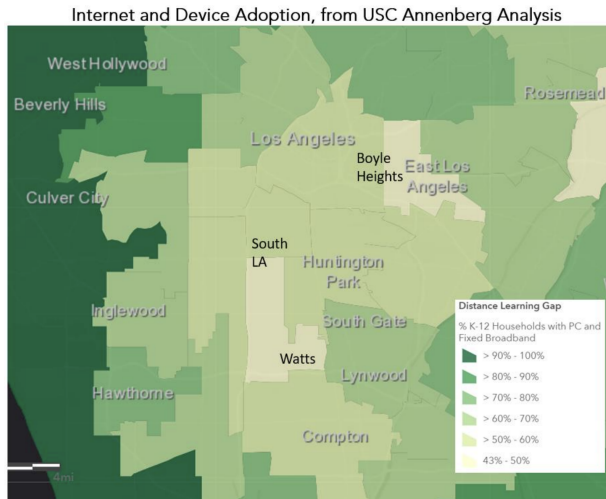 Internet and Device Adoption, from USC Annenberg Analysis
West Hollywood
Beverly Hills
Rosemead
Los Angeles
Boyle
Heights
East Los
Angeles
Culver City
South
LA
Huntington
Park
Inglewood
South Gate
Watts
Lynwood
Hawthorne
Compton
4mi
Distance Learning Gap
% K-12 Households with PC and
Fixed Broadband
> 90% - 100%
> 80% - 90%
> 70% - 80%
> 60% - 70%
> 50% - 60%
43% - 50%